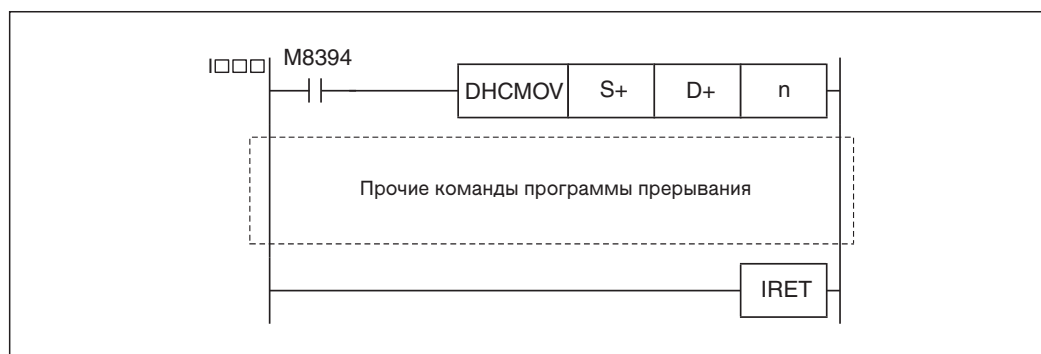 I□□□ M8394
DHCMOV S+ D+ n
Прочие команды программы прерывания
IRET